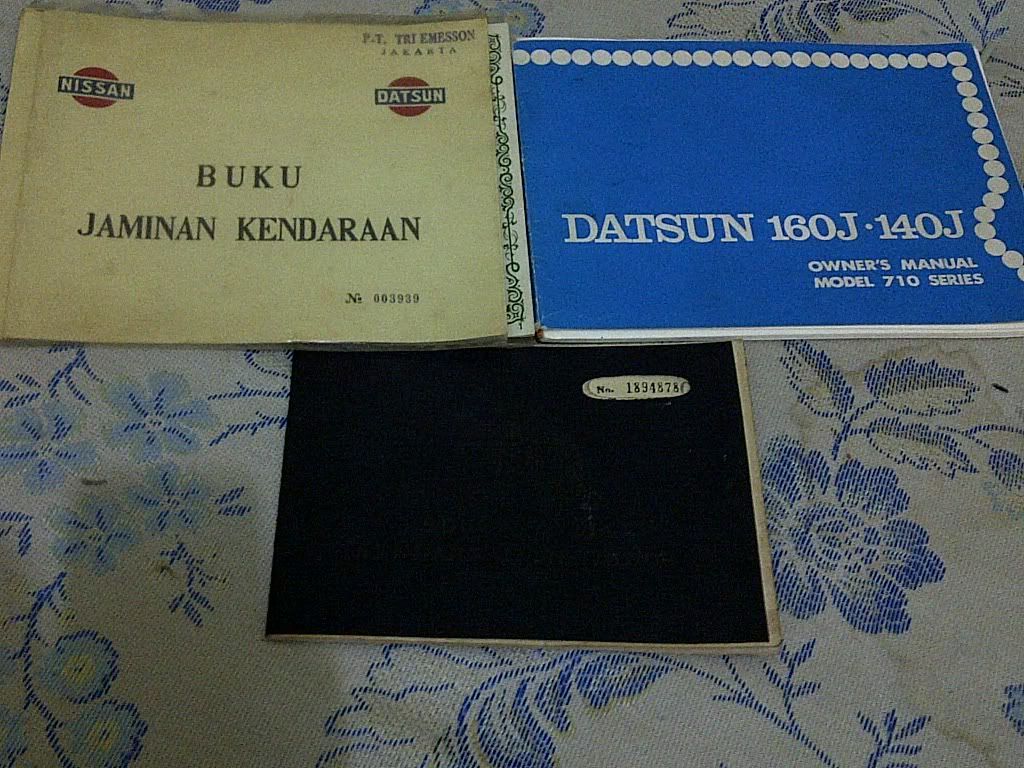 P.T. TRI EMESSON
JAKARTA
NISSAN
DATSUN
BUKU
JAMINAN KENDARAAN
№ 003939
DATSUN 160J·140J
OWNER'S MANUAL
MODEL 710 SERIES
No. 1894878